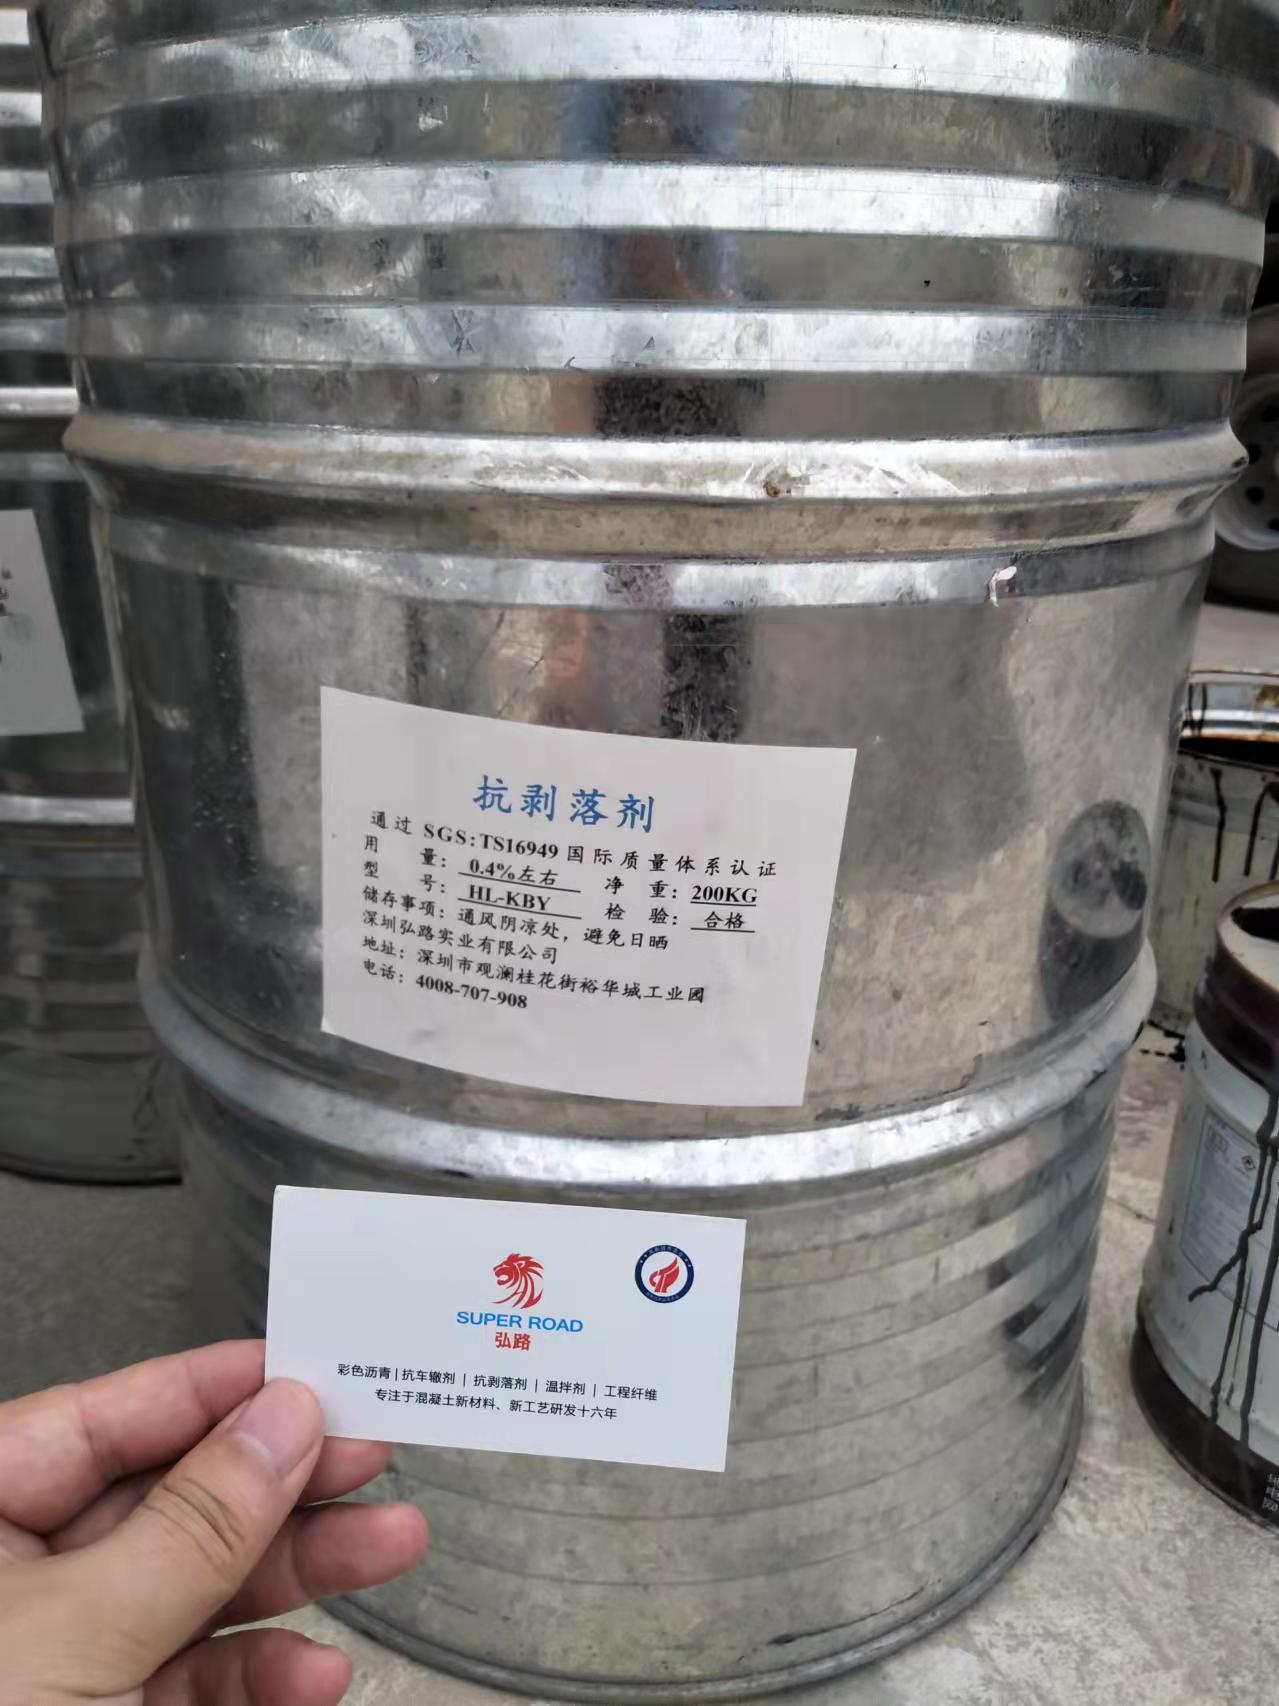 抗剥落剂
通过 SGS:TS16949 国际质量体系认证
用 量: 0.4%左右 净 重: 200KG
型 号: HL-KBY 检 验: 合格
储存事项: 通风阴凉处, 避免日晒
深圳弘路实业有限公司
地址: 深圳市观澜桂花街裕华城工业园
电话: 4008-707-908
SUPER ROAD
弘路
彩色沥青 | 抗车辙剂 | 抗剥落剂 | 温拌剂 | 工程纤维
专注于混凝土新材料、新工艺研发十六年